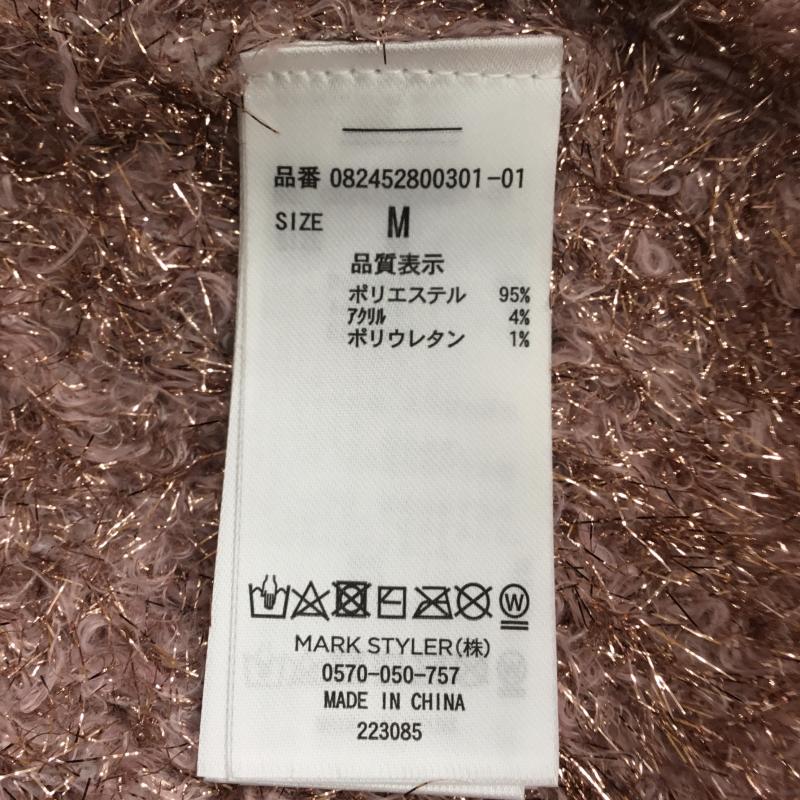 品番 082452800301-01
SIZE M
品質表示
ポリエステル 95%
アクリル 4%
ポリウレタン 1%
W
MARK STYLER(株)
0570-050-757
MADE IN CHINA
223085